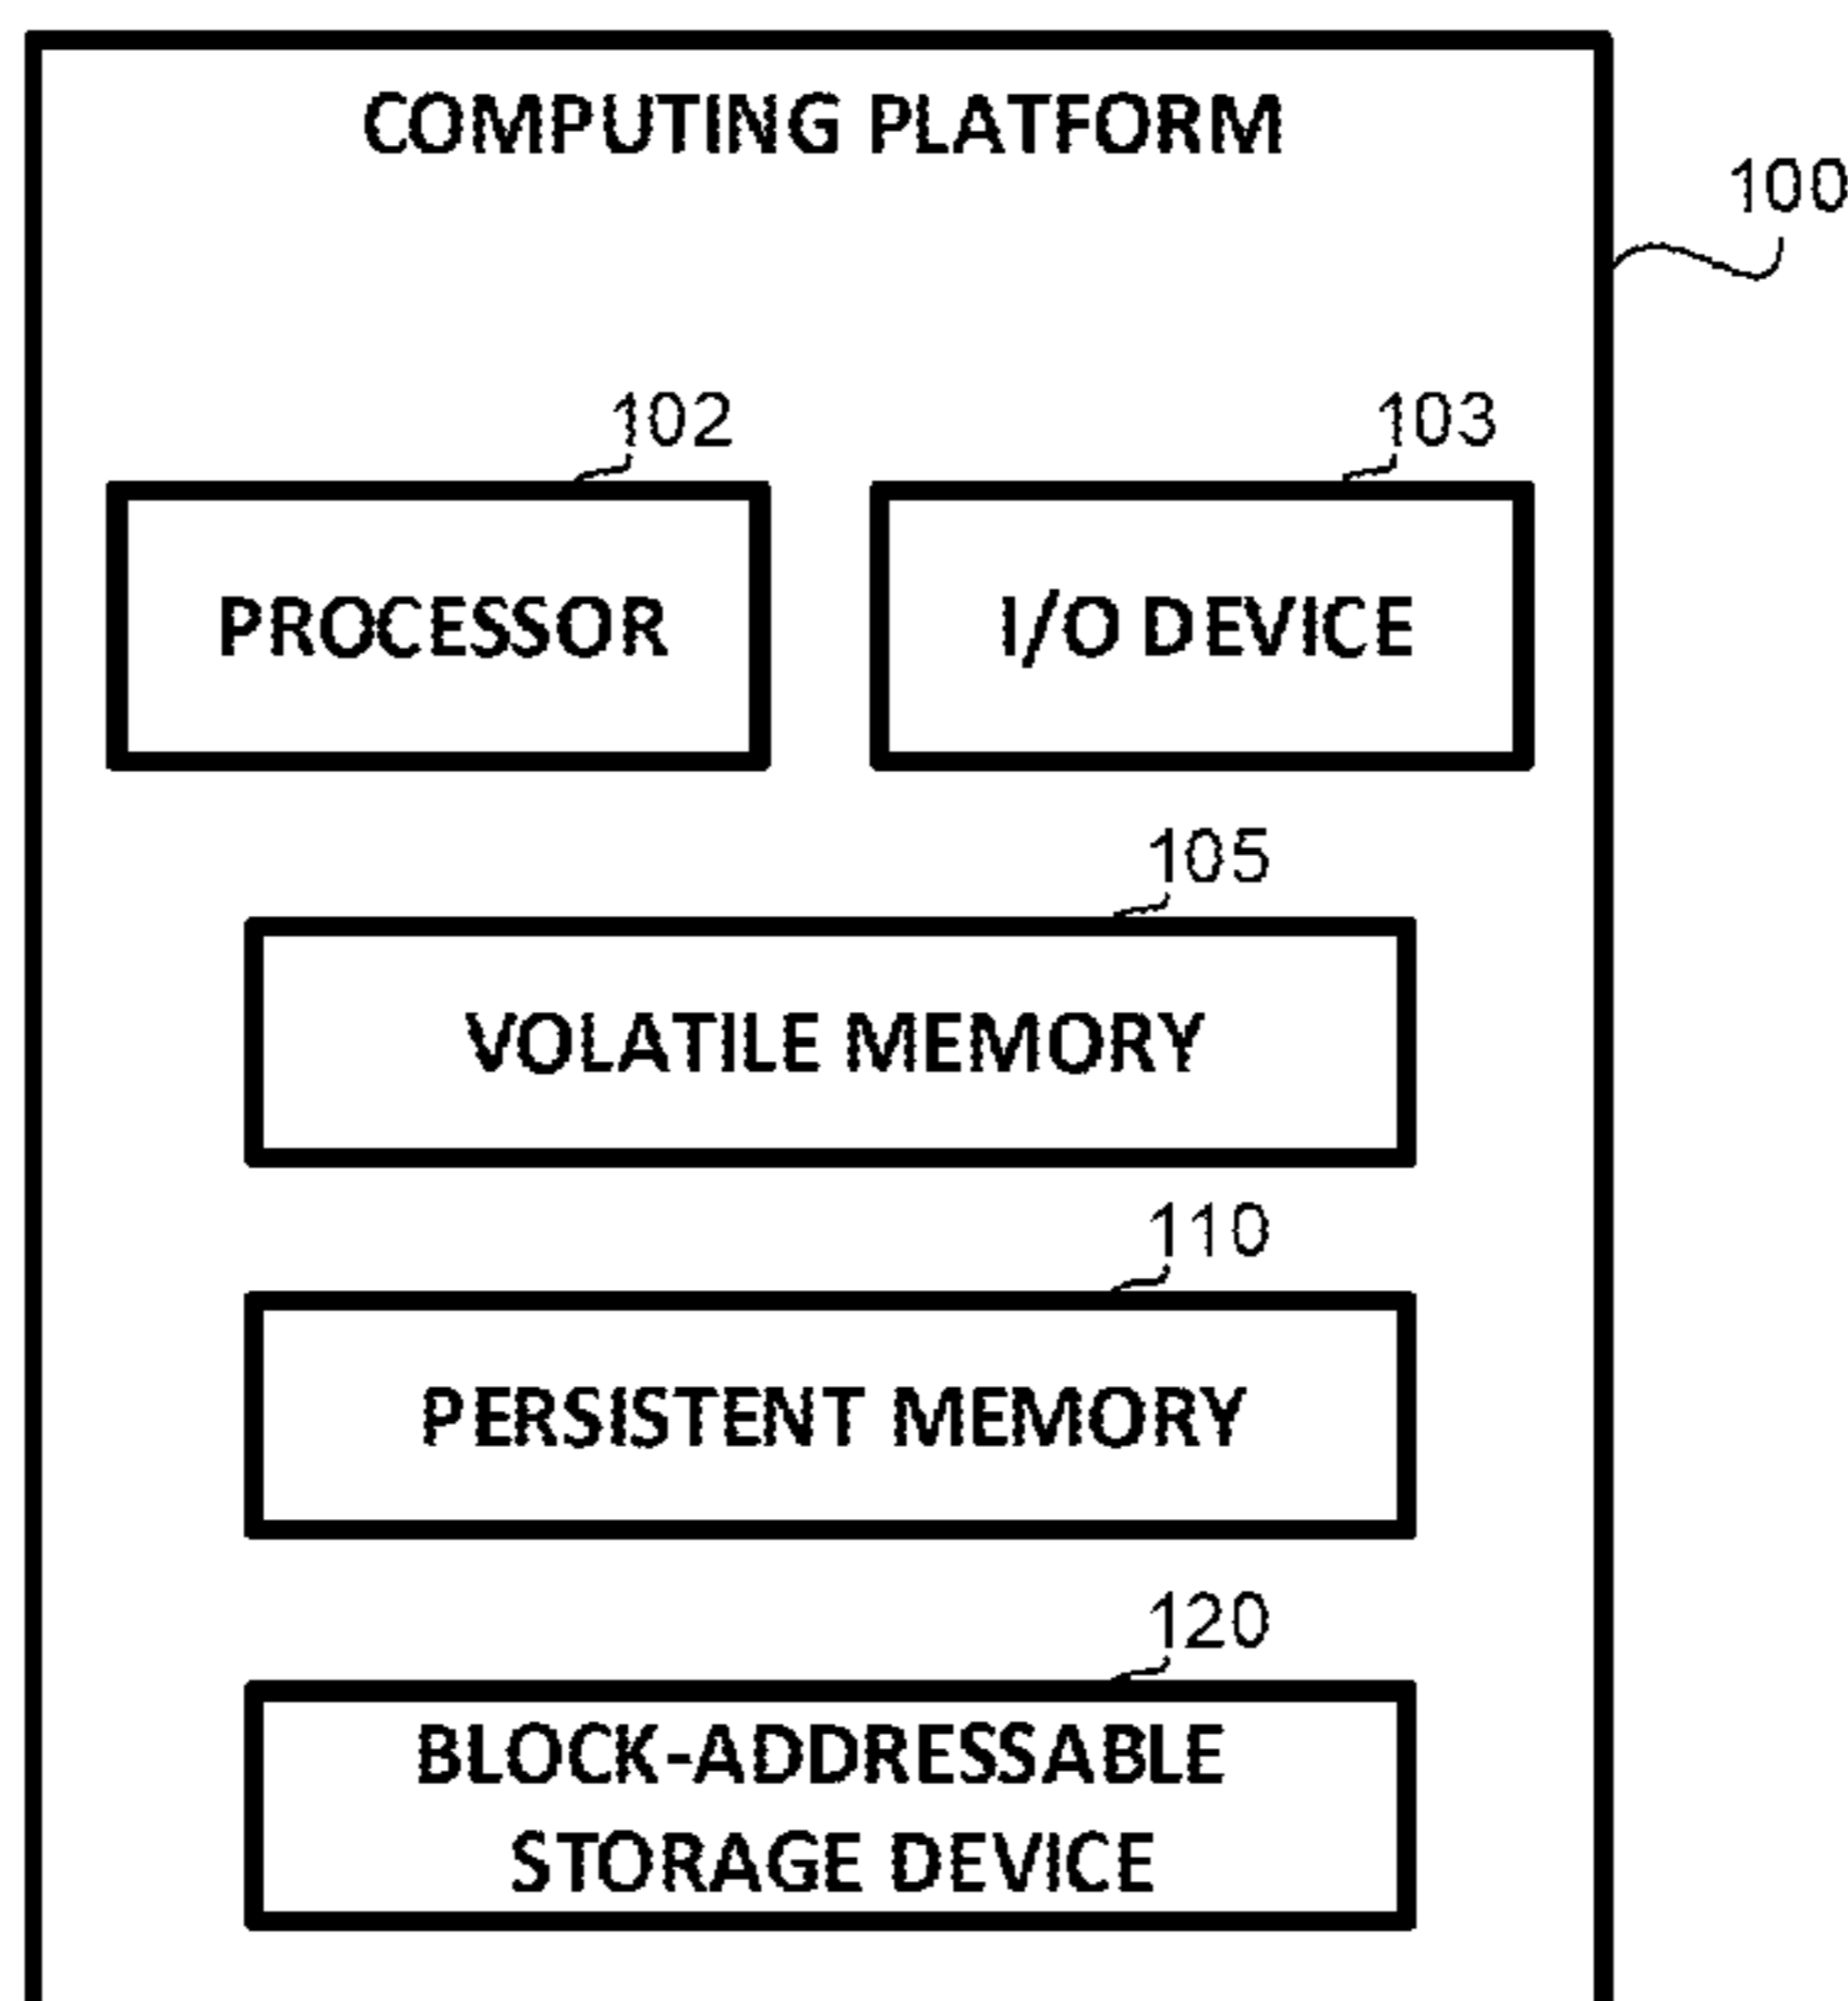 COMPUTING PLATFORM
100
102
103
PROCESSOR
I/O DEVICE
105
VOLATILE MEMORY
110
PERSISTENT MEMORY
120
BLOCK-ADDRESSABLE
STORAGE DEVICE